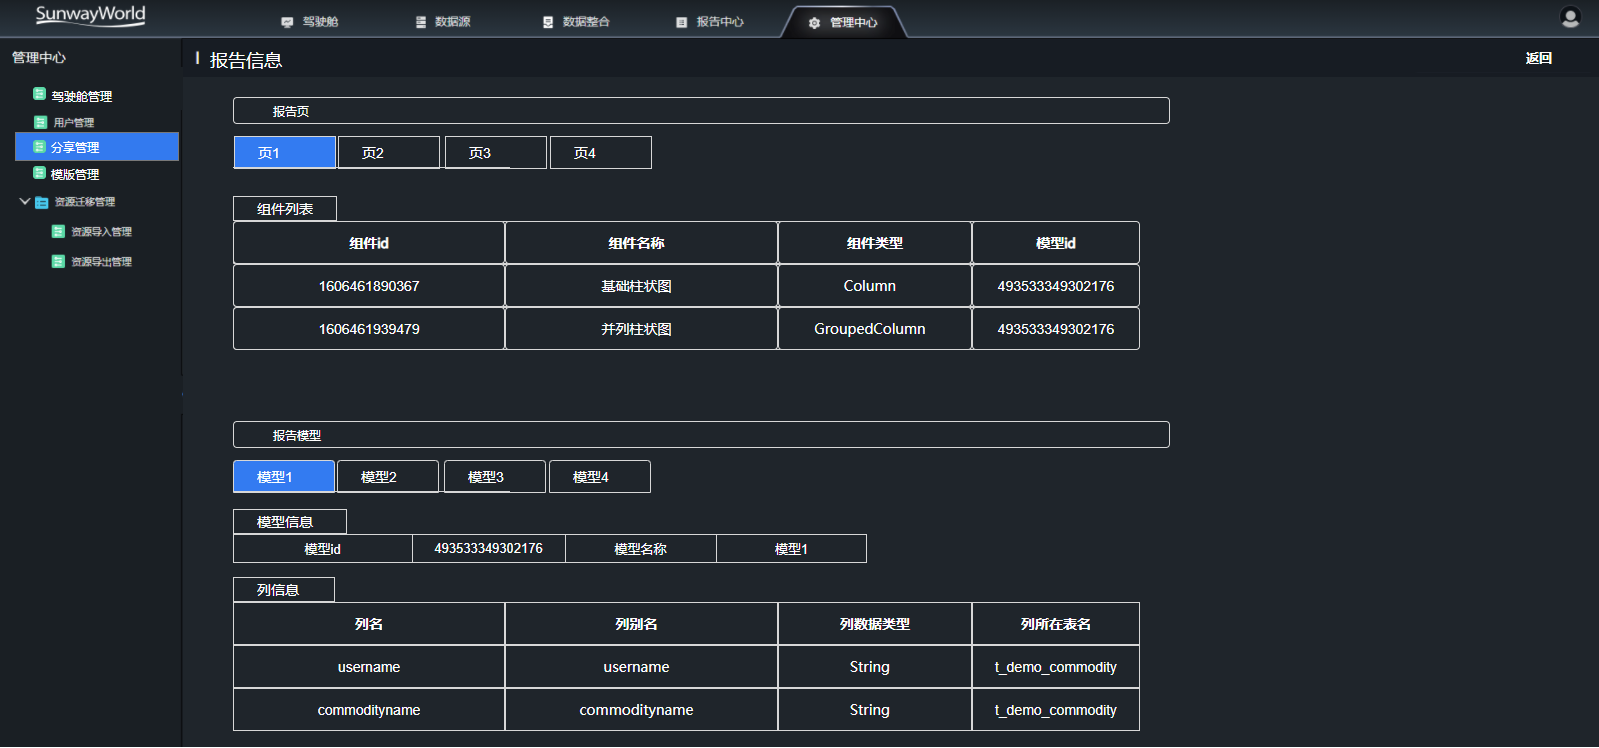 SunwayWorld
驾驶舱 数据源 数据整合 报告中心 管理中心
管理中心
驾驶舱管理
用户管理
分享管理
模版管理
资源迁移管理
资源导入管理
资源导出管理
报告信息 返回
报告页
页1 页2 页3 页4
组件列表
组件id 组件名称 组件类型 模型id
1606461890367 基础柱状图 Column 493533349302176
1606461939479 并列柱状图 GroupedColumn 493533349302176
报告模型
模型1 模型2 模型3 模型4
模型信息
模型id 493533349302176 模型名称 模型1
列信息
列名 列别名 列数据类型 列所在表名
username username String t_demo_commodity
commodityname commodityname String t_demo_commodity